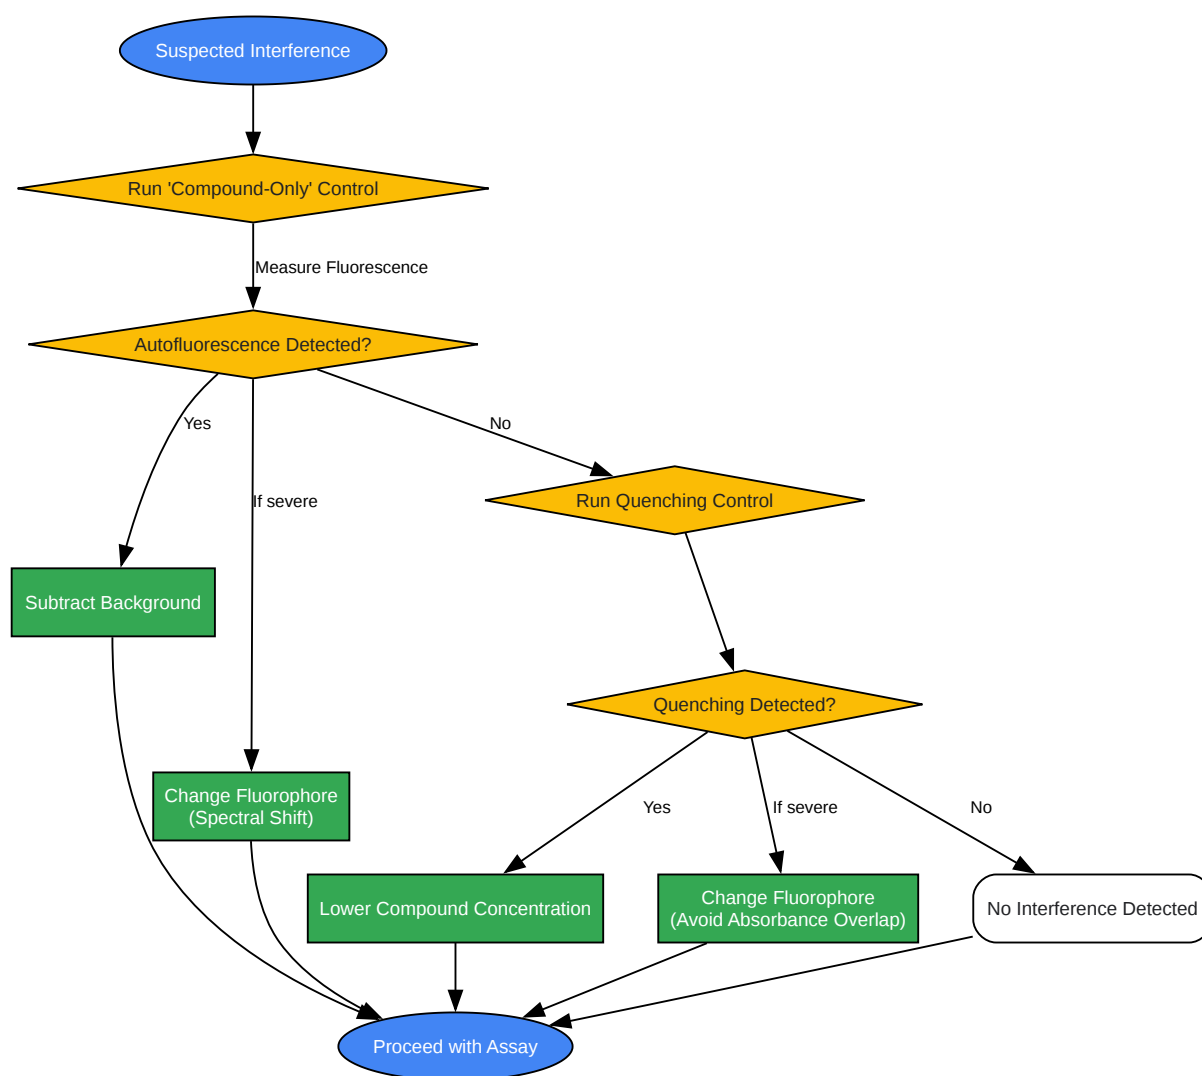 Suspected Interference
Run 'Compound-Only' Control
Measure Fluorescence
Autofluorescence Detected?
Yes
No
If severe
Run Quenching Control
Subtract Background
Quenching Detected?
Change Fluorophore
(Spectral Shift)
Yes
If severe
No
Lower Compound Concentration
Change Fluorophore
(Avoid Absorbance Overlap)
No Interference Detected
Proceed with Assay